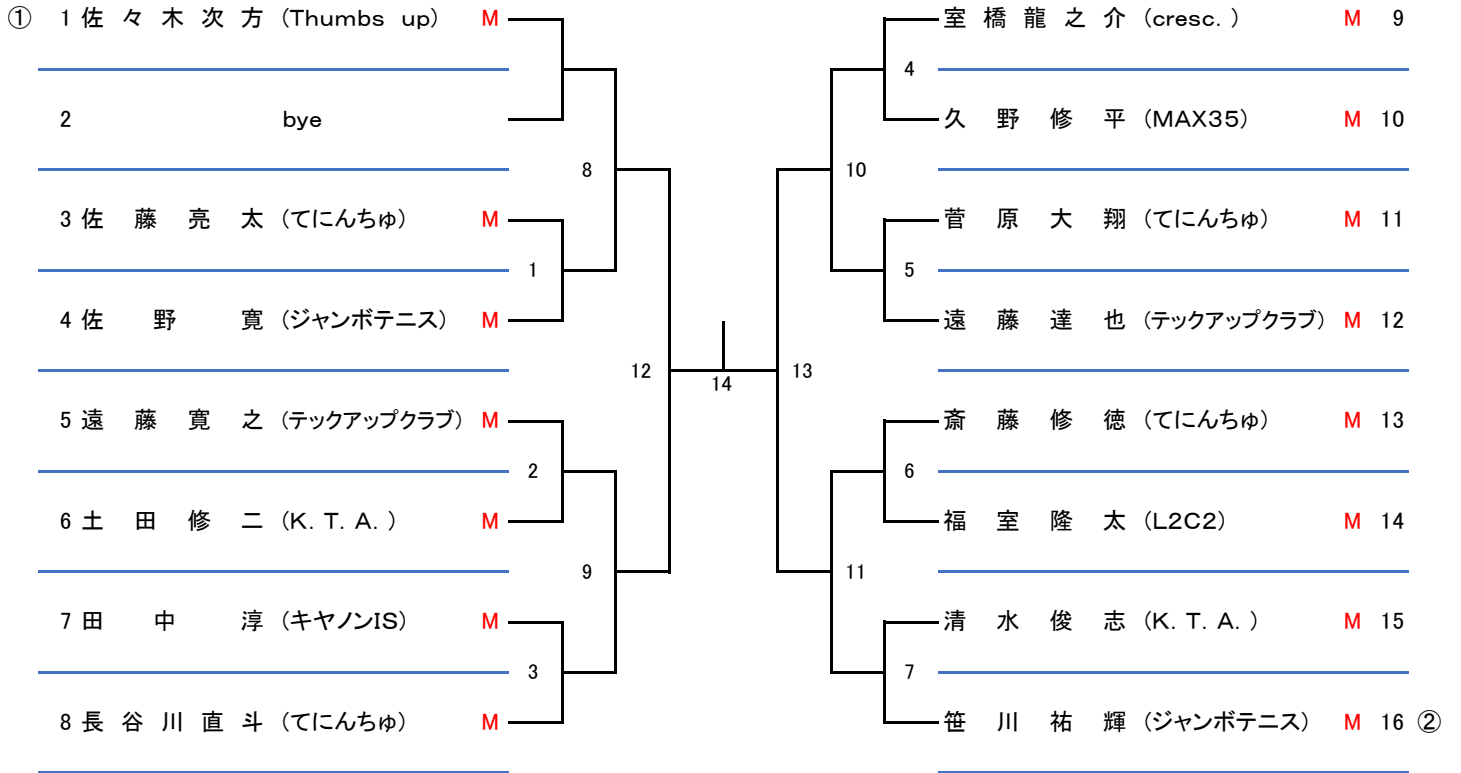 ① 1 佐々木次方 (Thumbs up) M
2 bye
8
3 佐藤亮太 (てにんちゅ) M
1
4 佐野寛 (ジャンボテニス) M
12
5 遠藤寛之 (テックアップクラブ) M
2
6 土田修二 (K.T.A.) M
9
7 田中淳 (キヤノンIS) M
3
8 長谷川直斗 (てにんちゅ) M
14
室橋龍之介 (cresc.) M 9
4
久野修平 (MAX35) M 10
10
菅原大翔 (てにんちゅ) M 11
5
遠藤達也 (テックアップクラブ) M 12
13
斎藤修徳 (てにんちゅ) M 13
6
福室隆太 (L2C2) M 14
11
清水俊志 (K.T.A.) M 15
7
笹川祐輝 (ジャンボテニス) M 16 ②